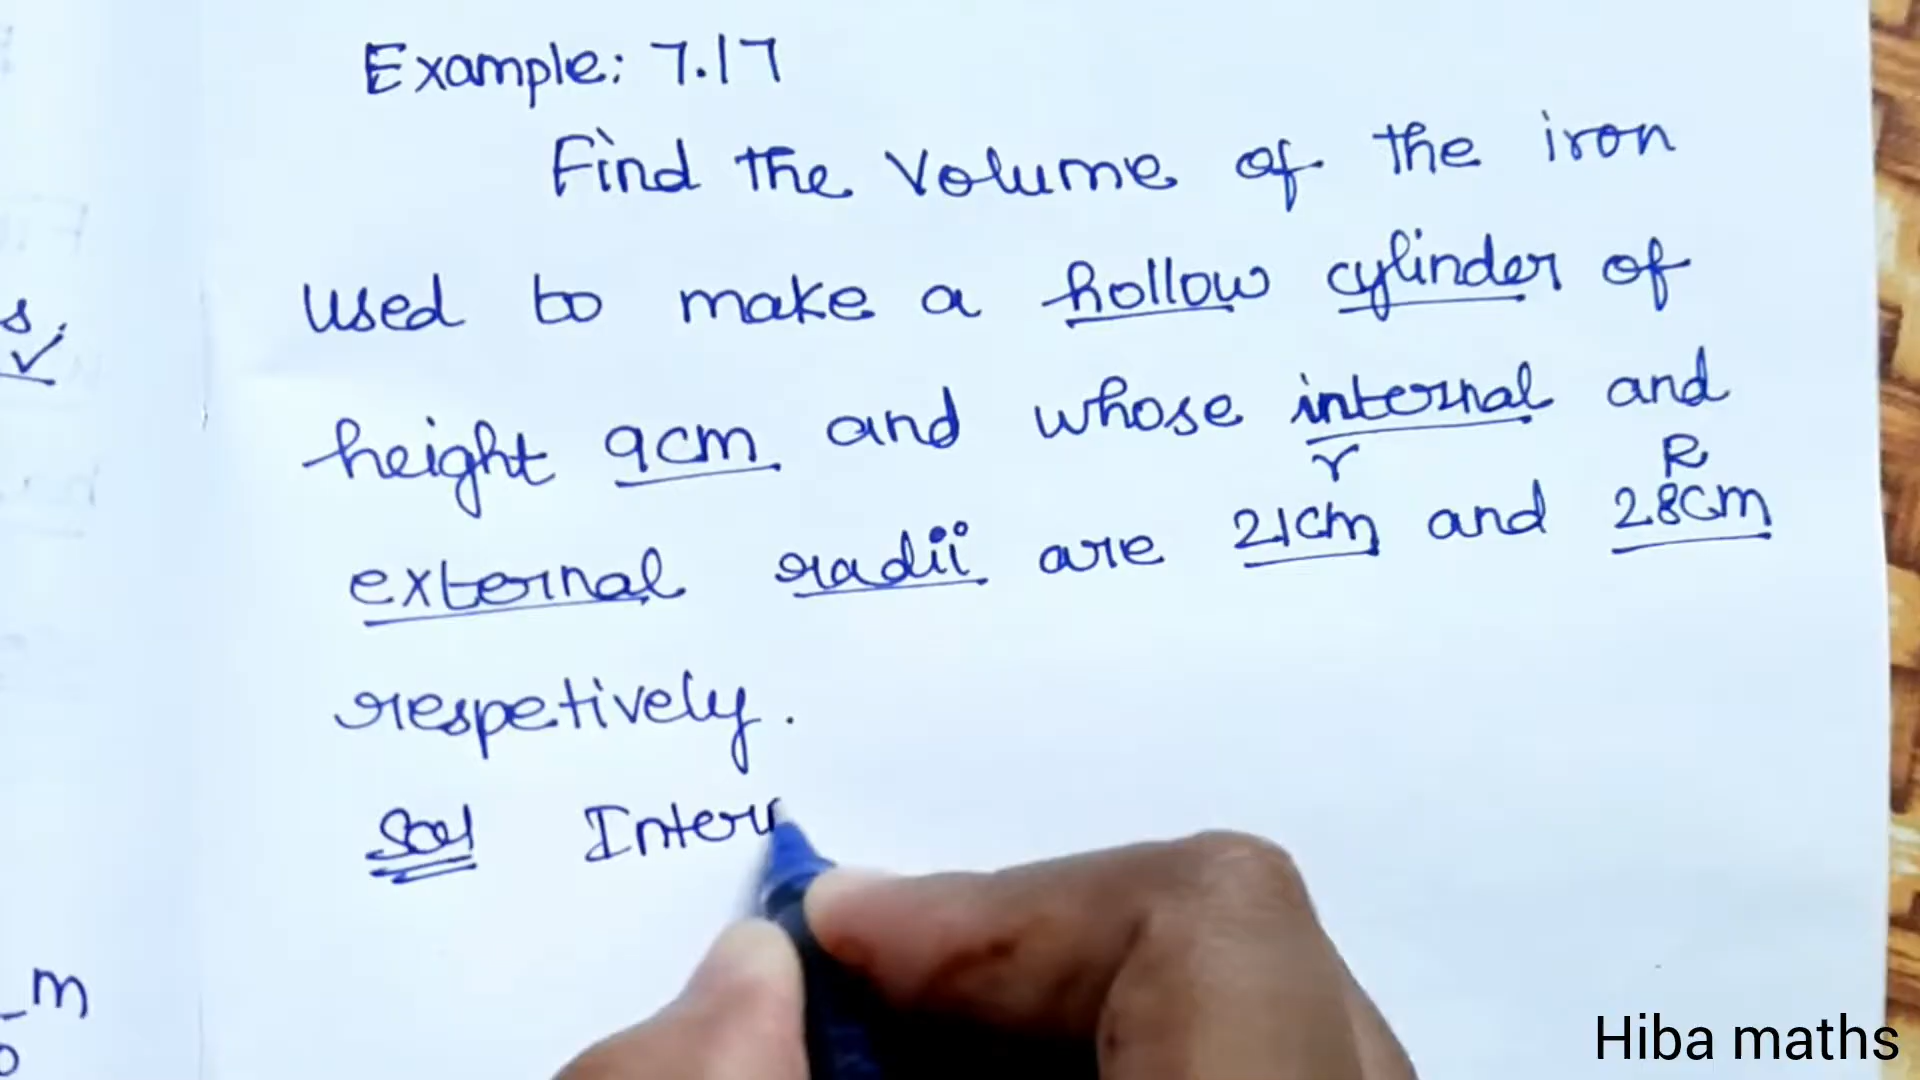 Example: 7.17
Find the Volume of the iron
used to make a hollow cylinder of
height 9cm and whose internal and
r R
external radii are 21cm and 28cm
respetively.
Sol Intern
s,
m
Hiba maths